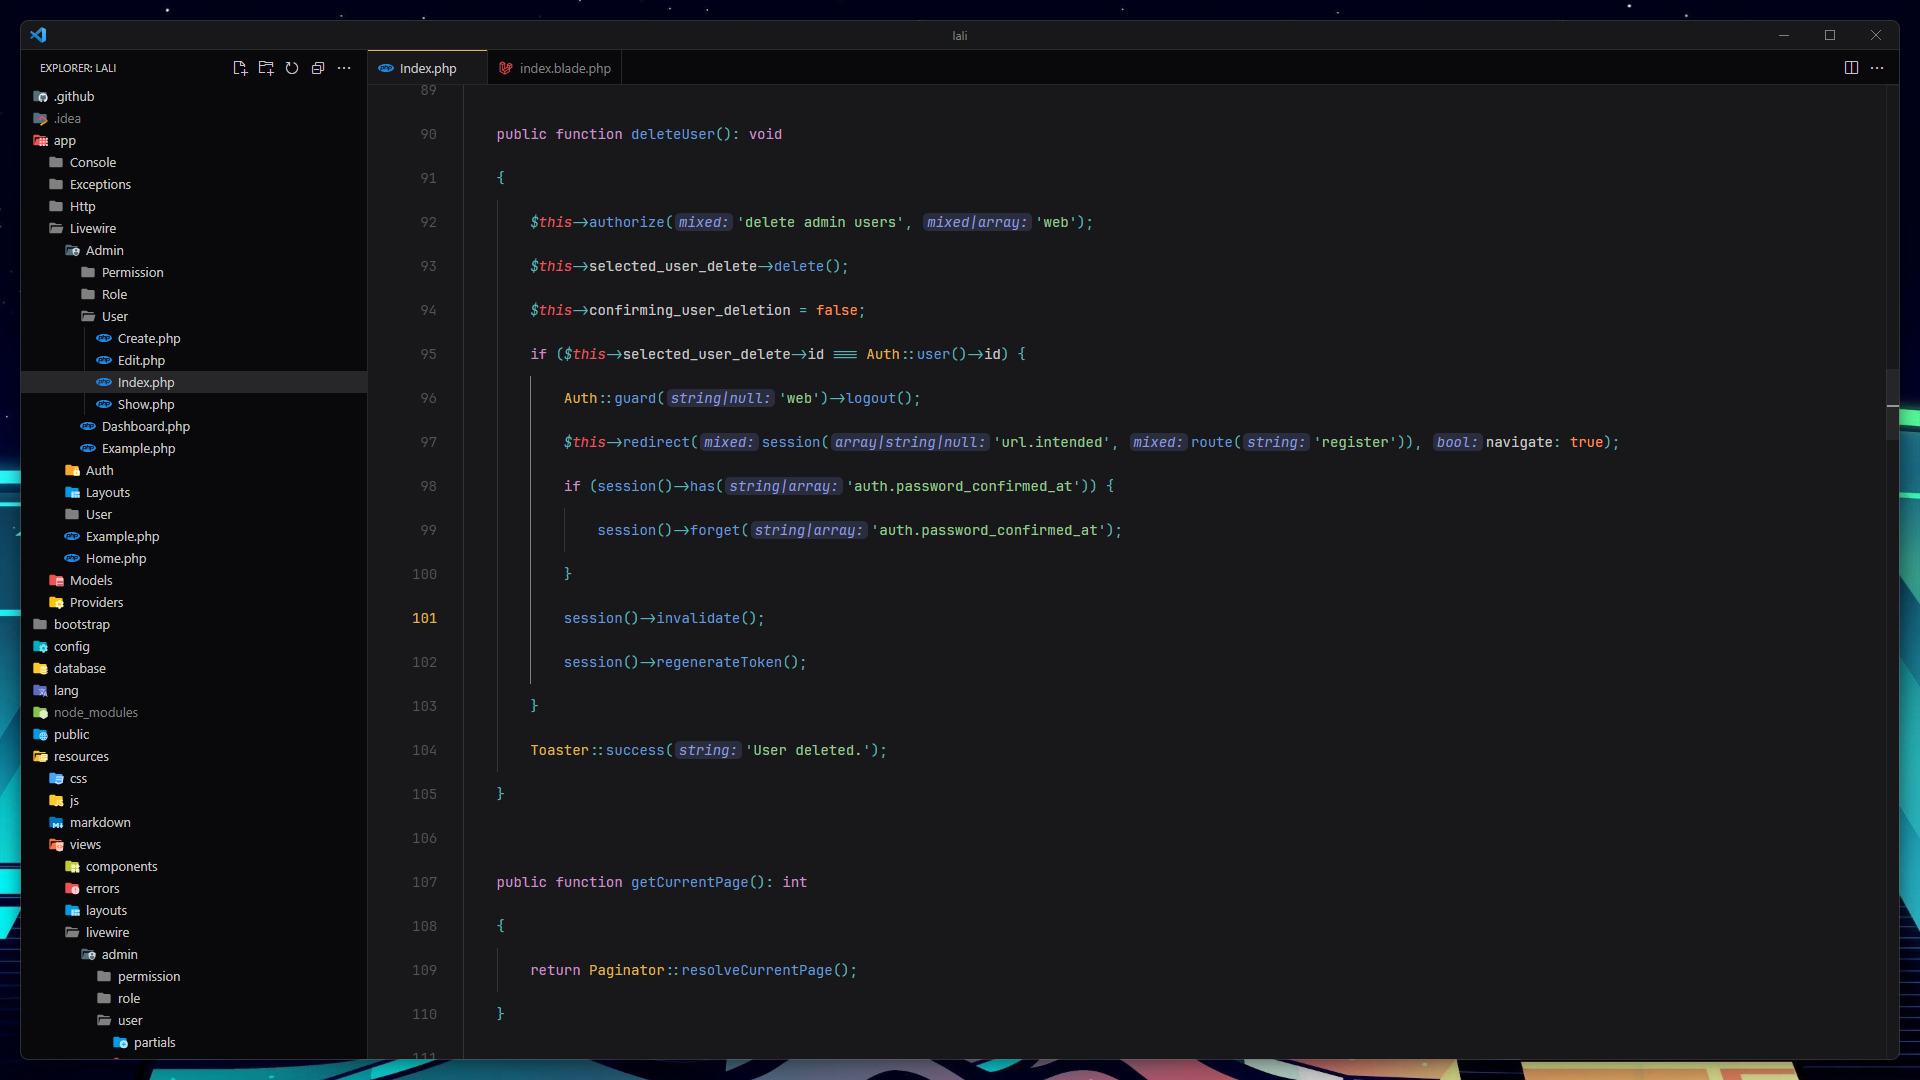 lali
EXPLORER: LALI
.github
.idea
app
Console
Exceptions
Http
Livewire
Admin
Permission
Role
User
Create.php
Edit.php
Index.php
Show.php
Dashboard.php
Example.php
Auth
Layouts
User
Example.php
Home.php
Models
Providers
bootstrap
config
database
lang
node_modules
public
resources
css
js
markdown
views
components
errors
layouts
livewire
admin
permission
role
user
partials
Index.php
index.blade.php
89
90 public function deleteUser(): void
91 {
92 $this->authorize(mixed: 'delete admin users', mixed|array: 'web');
93 $this->selected_user_delete->delete();
94 $this->confirming_user_deletion = false;
95 if ($this->selected_user_delete->id === Auth::user()->id) {
96 Auth::guard(string|null: 'web')->logout();
97 $this->redirect(mixed: session(array|string|null: 'url.intended', mixed: route(string: 'register')), bool: navigate: true);
98 if (session()->has(string|array: 'auth.password_confirmed_at')) {
99 session()->forget(string|array: 'auth.password_confirmed_at');
100 }
101 session()->invalidate();
102 session()->regenerateToken();
103 }
104 Toaster::success(string: 'User deleted.');
105 }
106
107 public function getCurrentPage(): int
108 {
109 return Paginator::resolveCurrentPage();
110 }
111